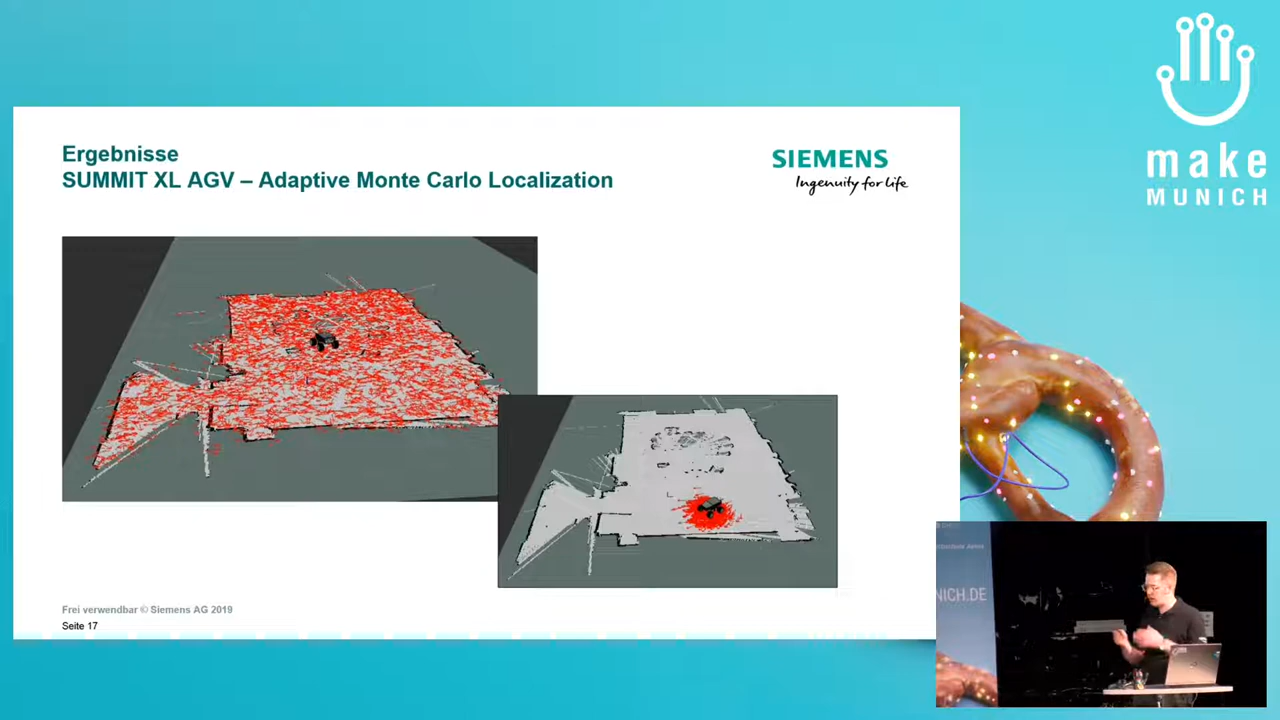 Ergebnisse
SUMMIT XL AGV – Adaptive Monte Carlo Localization
SIEMENS
Ingenuity for life
Frei verwendbar © Siemens AG 2019
Seite 17
make
MUNICH
NICH.DE